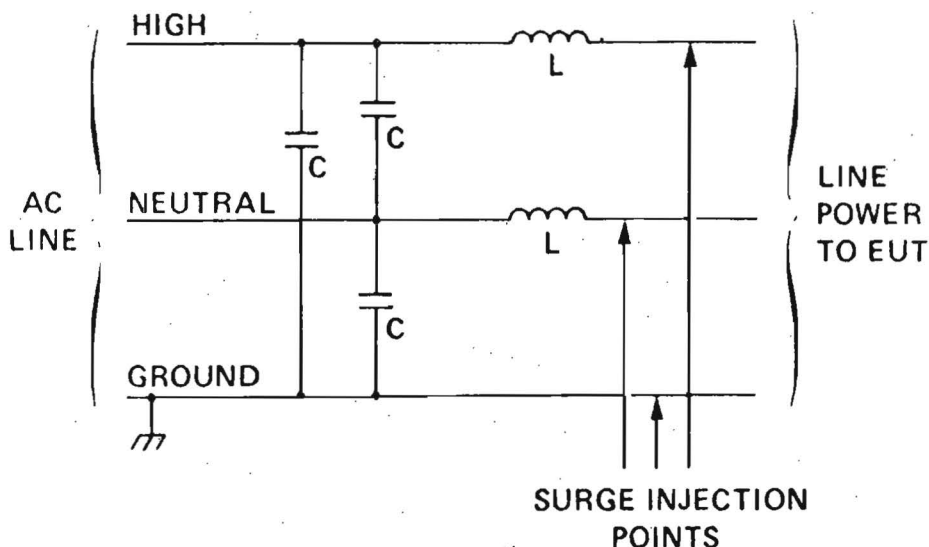 HIGH
L
C
C
AC
LINE
NEUTRAL
L
LINE
POWER
TO EUT
C
GROUND
SURGE INJECTION
POINTS